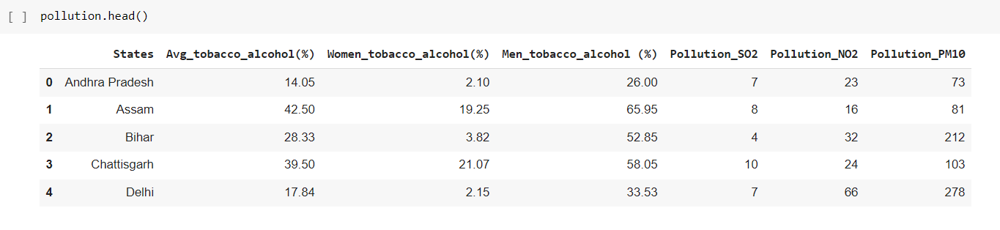 [ ] pollution.head()
States Avg_tobacco_alcohol(%) Women_tobacco_alcohol(%) Men_tobacco_alcohol (%) Pollution_SO2 Pollution_NO2 Pollution_PM10
0 Andhra Pradesh 14.05 2.10 26.00 7 23 73
1 Assam 42.50 19.25 65.95 8 16 81
2 Bihar 28.33 3.82 52.85 4 32 212
3 Chattisgarh 39.50 21.07 58.05 10 24 103
4 Delhi 17.84 2.15 33.53 7 66 278